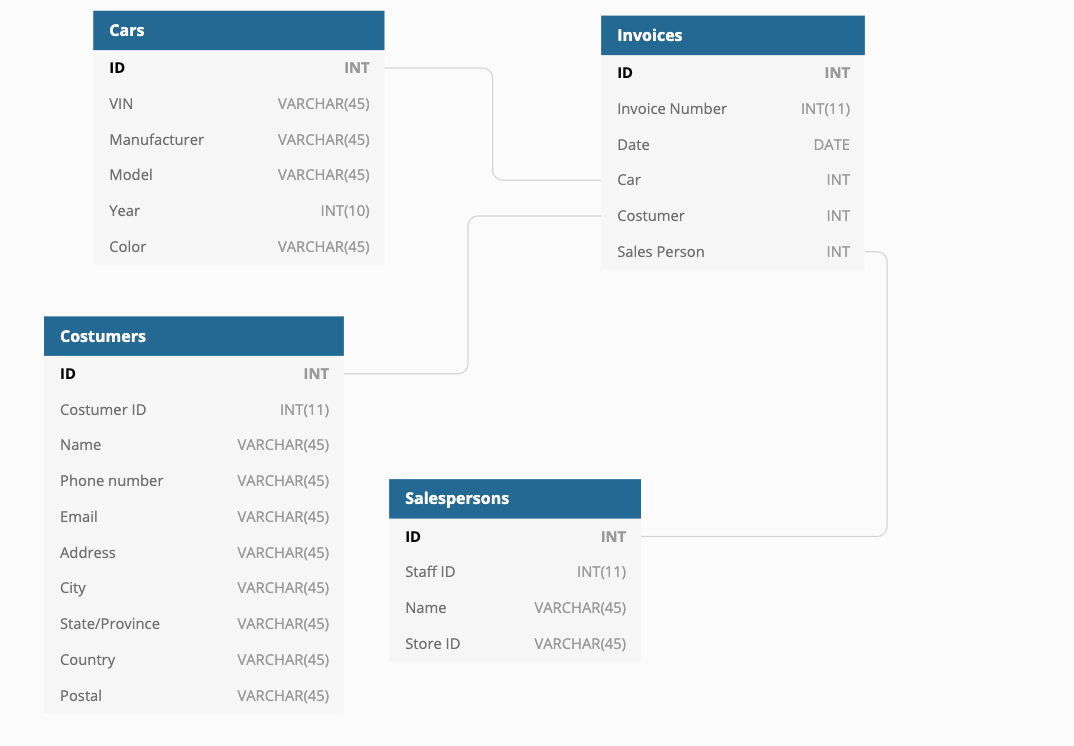 Cars
ID INT
VIN VARCHAR(45)
Manufacturer VARCHAR(45)
Model VARCHAR(45)
Year INT(10)
Color VARCHAR(45)
Invoices
ID INT
Invoice Number INT(11)
Date DATE
Car INT
Costumer INT
Sales Person INT
Costumers
ID INT
Costumer ID INT(11)
Name VARCHAR(45)
Phone number VARCHAR(45)
Email VARCHAR(45)
Address VARCHAR(45)
City VARCHAR(45)
State/Province VARCHAR(45)
Country VARCHAR(45)
Postal VARCHAR(45)
Salespersons
ID INT
Staff ID INT(11)
Name VARCHAR(45)
Store ID VARCHAR(45)